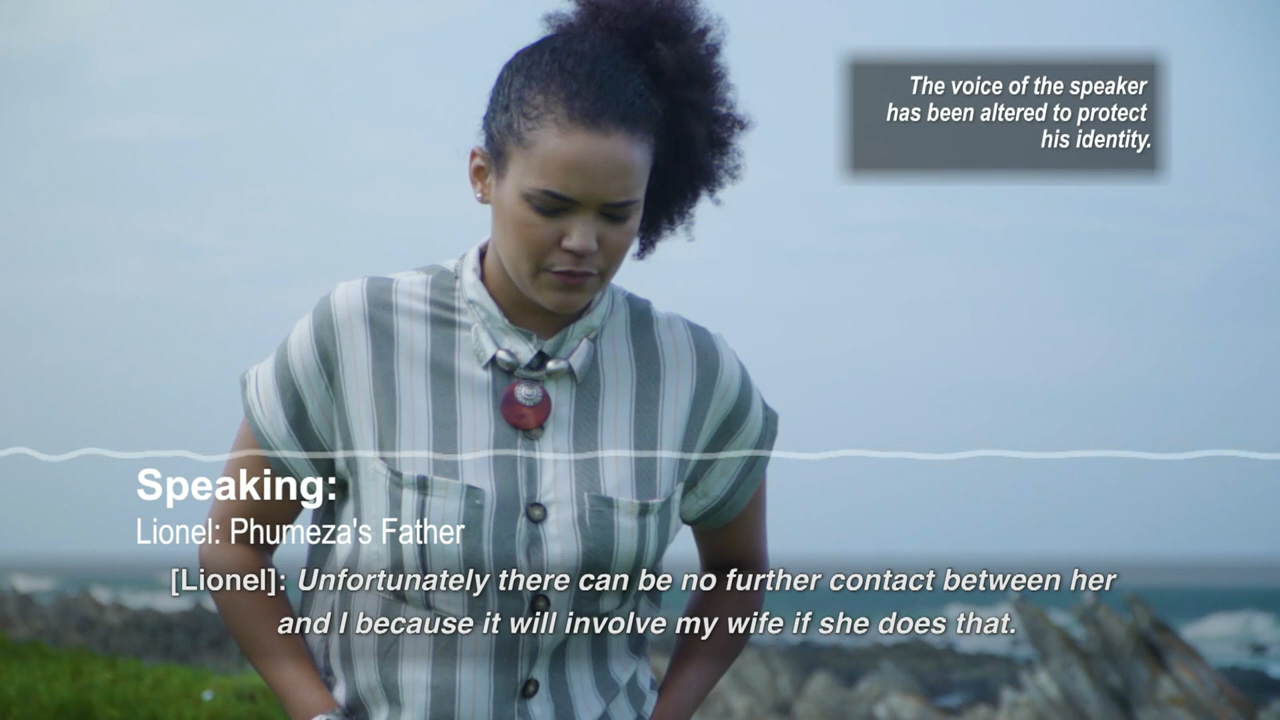 The voice of the speaker
has been altered to protect
his identity.
Speaking:
Lionel: Phumeza's Father
[Lionel]: Unfortunately there can be no further contact between her
and I because it will involve my wife if she does that.